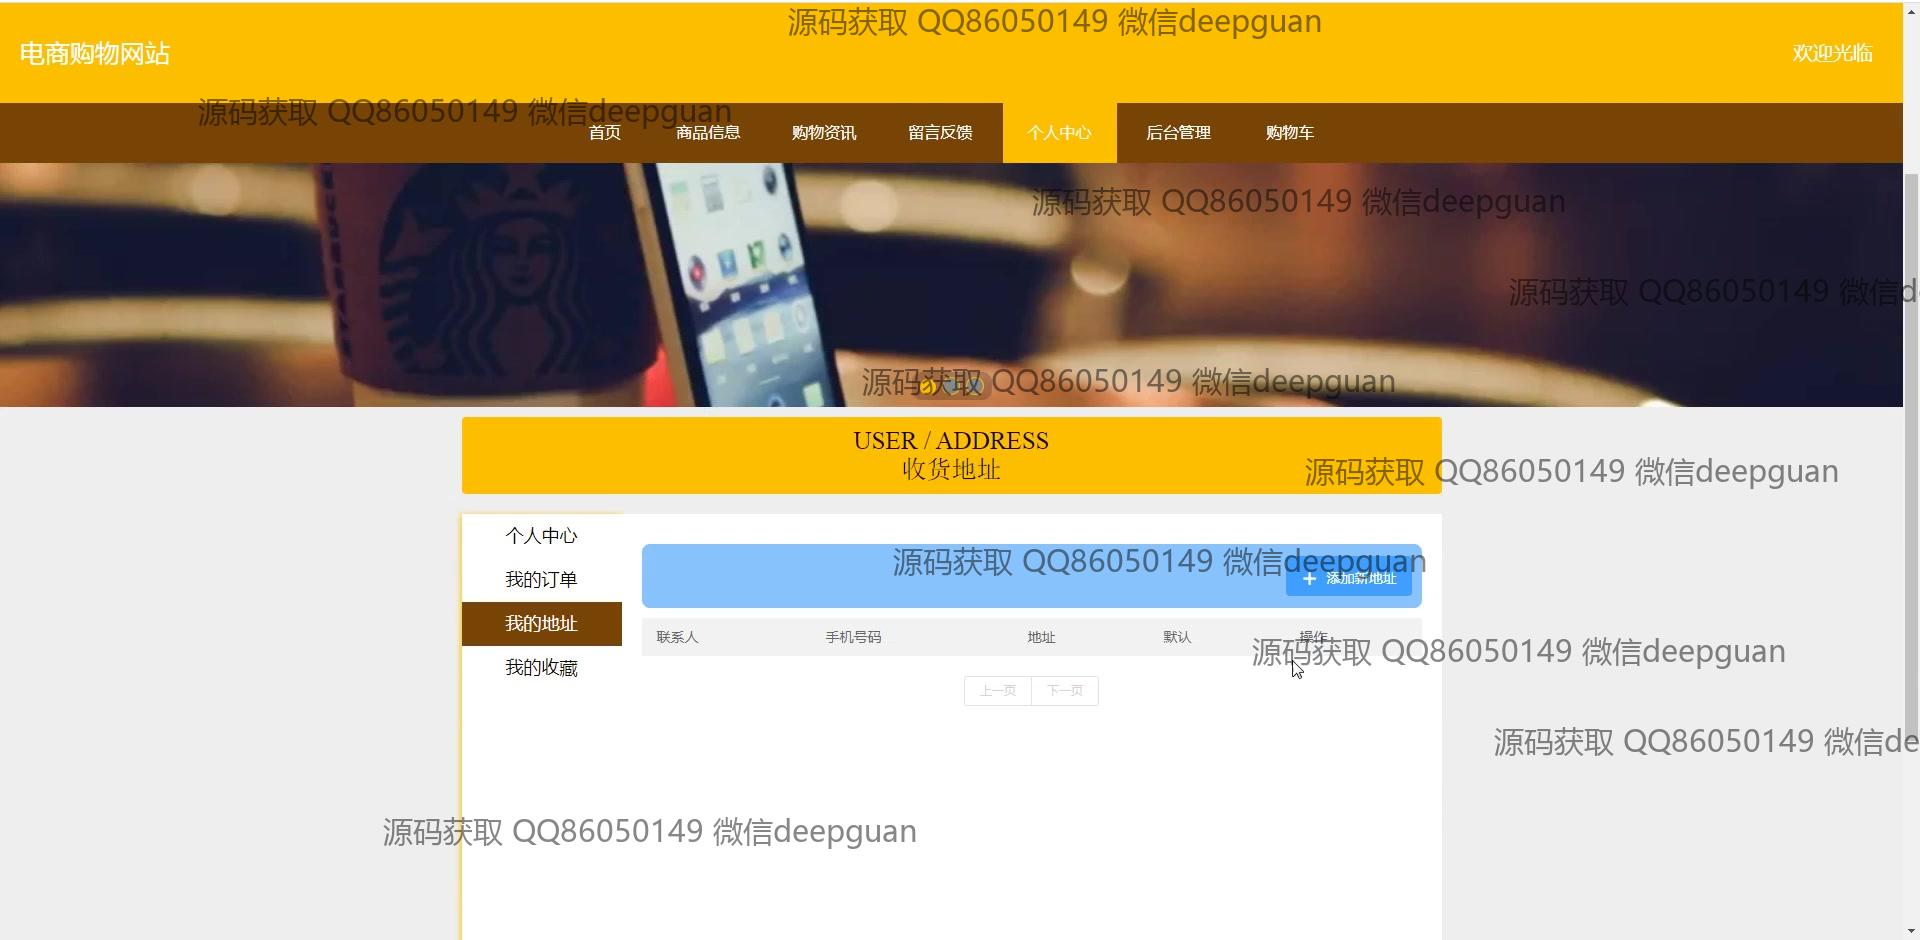 源码获取 QQ86050149 微信deepguan
电商购物网站
欢迎光临
源码获取 QQ86050149 微信deepguan
首页 商品信息 购物资讯 留言反馈 个人中心 后台管理 购物车
源码获取 QQ86050149 微信deepguan
源码获取 QQ86050149 微信d
源码获取 QQ86050149 微信deepguan
USER / ADDRESS
收货地址
源码获取 QQ86050149 微信deepguan
个人中心
我的订单
我的地址
我的收藏
源码获取 QQ86050149 微信deepguan
添加新地址
联系人 手机号码 地址 默认 操作
源码获取 QQ86050149 微信deepguan
上一页 下一页
源码获取 QQ86050149 微信de
源码获取 QQ86050149 微信deepguan